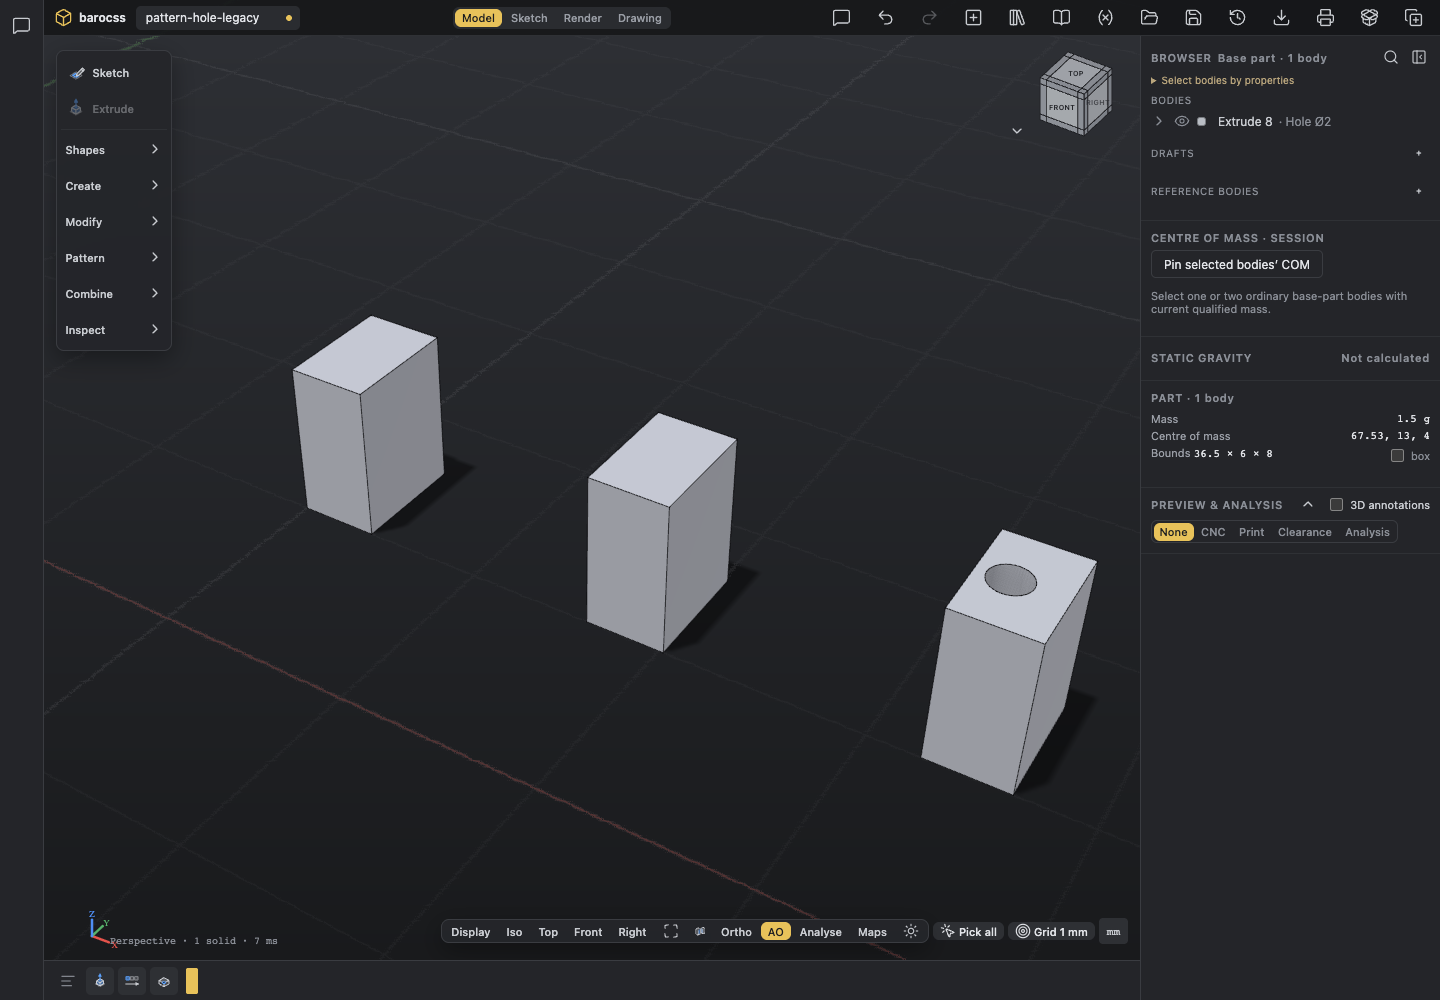 barocss
pattern-hole-legacy
Model
Sketch
Render
Drawing
Sketch
Extrude
Shapes
Create
Modify
Pattern
Combine
Inspect
TOP
FRONT
RIGHT
BROWSER Base part · 1 body
Select bodies by properties
BODIES
Extrude 8 · Hole Ø2
DRAFTS
REFERENCE BODIES
CENTRE OF MASS · SESSION
Pin selected bodies’ COM
Select one or two ordinary base-part bodies with
current qualified mass.
STATIC GRAVITY Not calculated
PART · 1 body
Mass 1.5 g
Centre of mass 67.53, 13, 4
Bounds 36.5 × 6 × 8 box
PREVIEW & ANALYSIS 3D annotations
None CNC Print Clearance Analysis
Z
Y
X
Perspective · 1 solid · 7 ms
Display Iso Top Front Right Ortho AO Analyse Maps Pick all Grid 1 mm mm